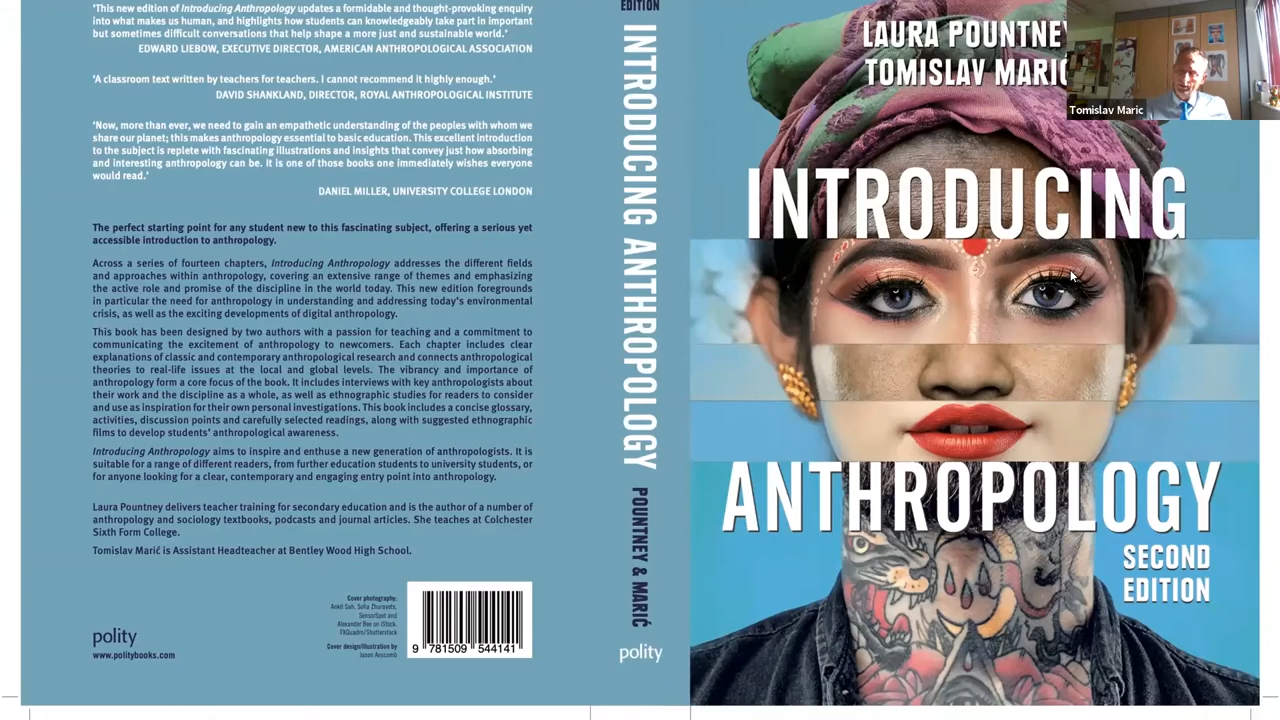 'This new edition of Introducing Anthropology updates a formidable and thought-provoking enquiry
into what makes us human, and highlights how students can knowledgeably take part in important
but sometimes difficult conversations that help shape a more just and sustainable world.'
EDWARD LIEBOW, EXECUTIVE DIRECTOR, AMERICAN ANTHROPOLOGICAL ASSOCIATION
'A classroom text written by teachers for teachers. I cannot recommend it highly enough.'
DAVID SHANKLAND, DIRECTOR, ROYAL ANTHROPOLOGICAL INSTITUTE
'Now, more than ever, we need to gain an empathetic understanding of the peoples with whom we
share our planet; this makes anthropology essential to basic education. This excellent introduction
to the subject is replete with fascinating illustrations and insights that convey just how absorbing
and interesting anthropology can be. It is one of those books one immediately wishes everyone
would read.'
DANIEL MILLER, UNIVERSITY COLLEGE LONDON
The perfect starting point for any student new to this fascinating subject, offering a serious yet
accessible introduction to anthropology.
Across a series of fourteen chapters, Introducing Anthropology addresses the different fields
and approaches within anthropology, covering an extensive range of themes and emphasizing
the active role and promise of the discipline in the world today. This new edition foregrounds
in particular the need for anthropology in understanding and addressing today's environmental
crisis, as well as the exciting developments of digital anthropology.
This book has been designed by two authors with a passion for teaching and a commitment to
communicating the excitement of anthropology to newcomers. Each chapter includes clear
explanations of classic and contemporary anthropological research and connects anthropological
theories to real-life issues at the local and global levels. The vibrancy and importance of
anthropology form a core focus of the book. It includes interviews with key anthropologists about
their work and the discipline as a whole, as well as ethnographic studies for readers to consider
and use as inspiration for their own personal investigations. This book includes a concise glossary,
activities, discussion points and carefully selected readings, along with suggested ethnographic
films to develop students' anthropological awareness.
Introducing Anthropology aims to inspire and enthuse a new generation of anthropologists. It is
suitable for a range of different readers, from further education students to university students, or
for anyone looking for a clear, contemporary and engaging entry point into anthropology.
Laura Pountney delivers teacher training for secondary education and is the author of a number of
anthropology and sociology textbooks, podcasts and journal articles. She teaches at Colchester
Sixth Form College.
Tomislav Marić is Assistant Headteacher at Bentley Wood High School.
Cover photography:
Ankit Sah, Sofia Zhuravets,
SensorSpot and
Alexander Bee on iStock.
FXQuadro/Shutterstock
Cover design/illustration by
Jason Anscomb
polity
www.politybooks.com
9 781509 544141
EDITION
INTRODUCING ANTHROPOLOGY
POUNTNEY & MARIĆ
polity
LAURA POUNTNEY
TOMISLAV MARIĆ
Tomislav Maric
INTRODUCING
ANTHROPOLOGY
SECOND
EDITION